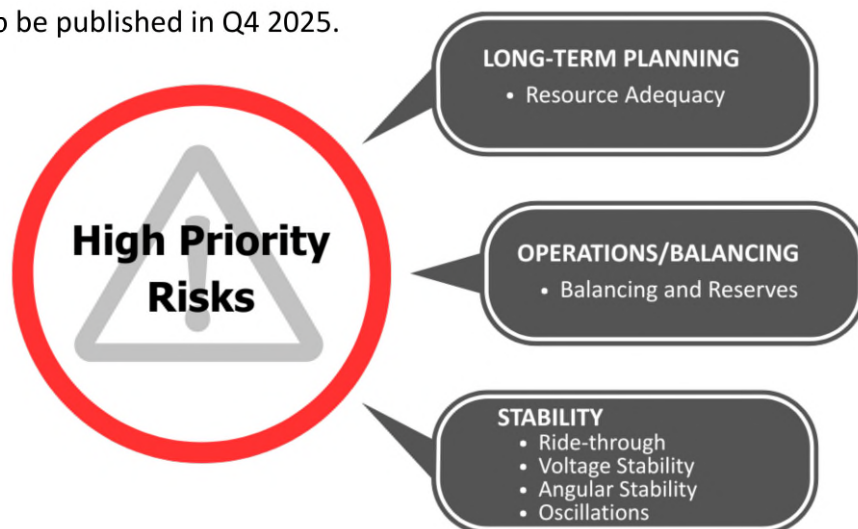 be published in Q4 2025.
LONG-TERM PLANNING
• Resource Adequacy
High Priority
Risks
OPERATIONS/BALANCING
• Balancing and Reserves
STABILITY
• Ride-through
• Voltage Stability
• Angular Stability
• Oscillations